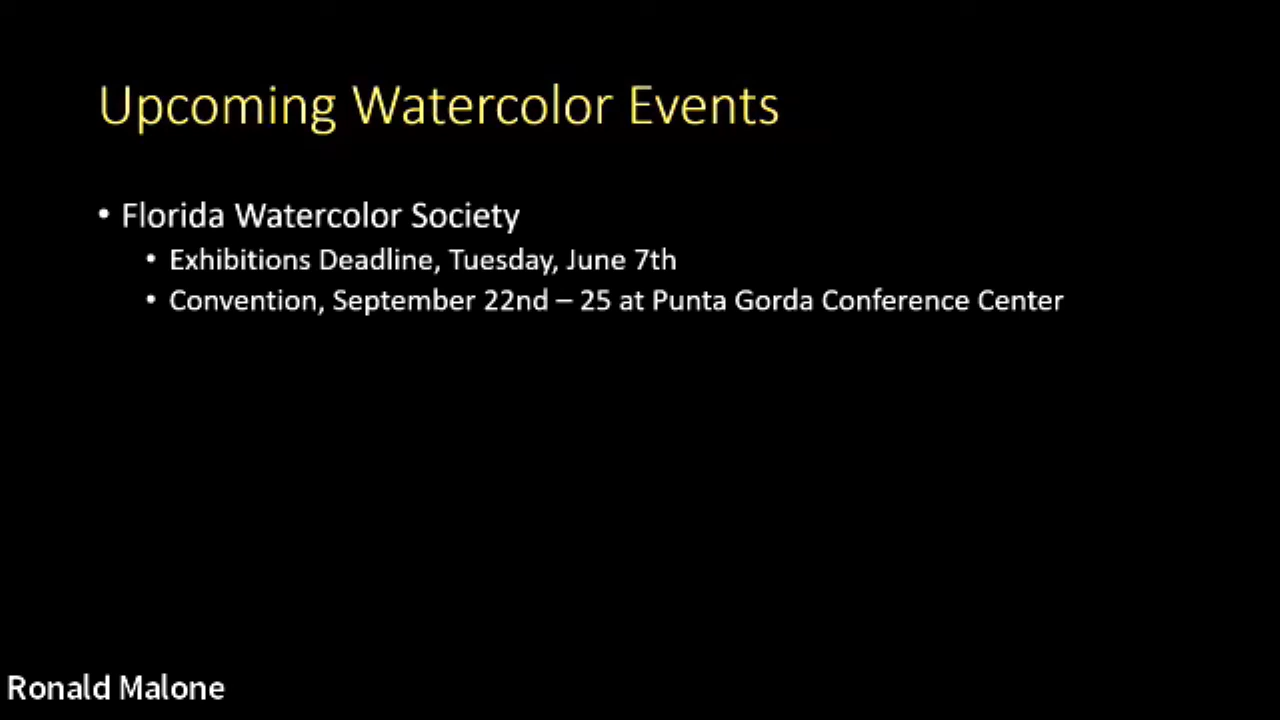 Upcoming Watercolor Events
• Florida Watercolor Society
• Exhibitions Deadline, Tuesday, June 7th
• Convention, September 22nd – 25 at Punta Gorda Conference Center
Ronald Malone